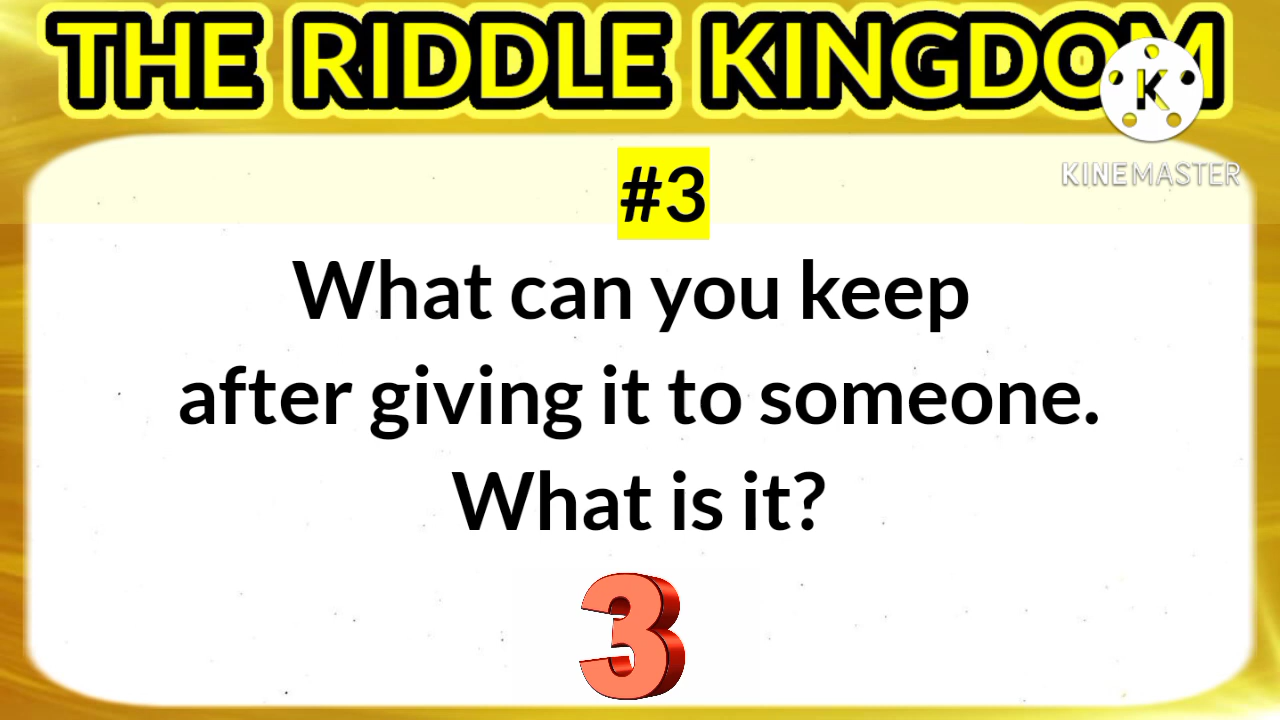 THE RIDDLE KINGDOM
K
KINEMASTER
#3
What can you keep
after giving it to someone.
What is it?
3